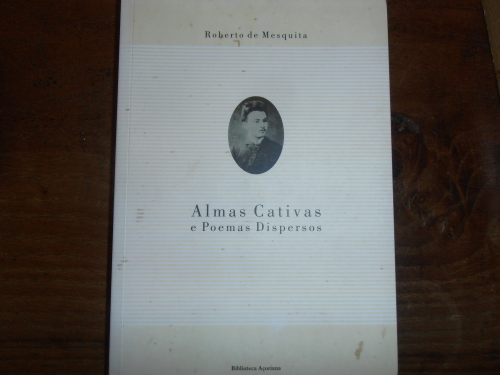 Roberto de Mesquita
Almas Cativas
e Poemas Dispersos
Biblioteca Açoriana